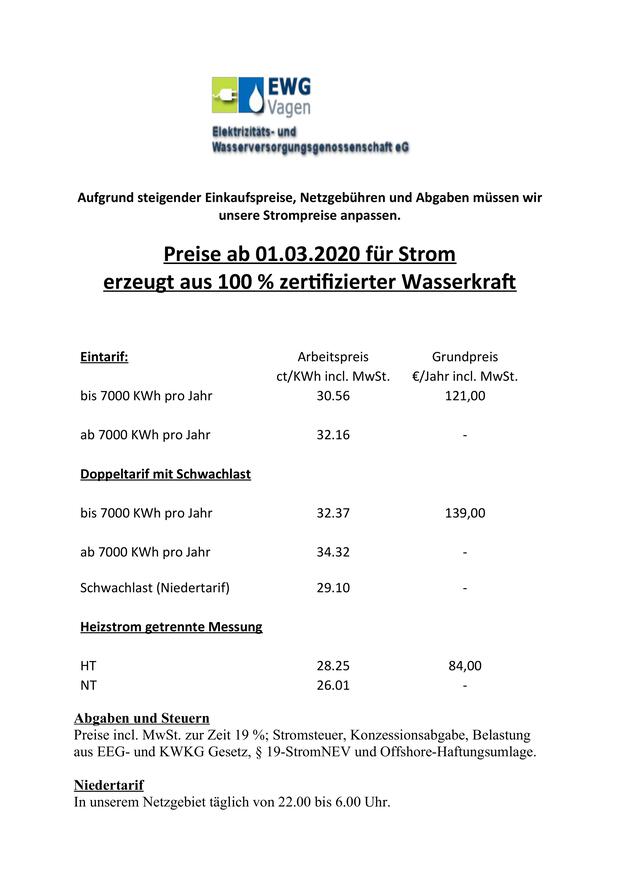 EWG
Vagen
Elektrizitäts- und
Wasserversorgungsgenossenschaft eG
Aufgrund steigender Einkaufspreise, Netzgebühren und Abgaben müssen wir
unsere Strompreise anpassen.
Preise ab 01.03.2020 für Strom
erzeugt aus 100 % zertifizierter Wasserkraft
Eintarif: Arbeitspreis Grundpreis
ct/KWh incl. MwSt. €/Jahr incl. MwSt.
bis 7000 KWh pro Jahr 30.56 121,00
ab 7000 KWh pro Jahr 32.16 -
Doppeltarif mit Schwachlast
bis 7000 KWh pro Jahr 32.37 139,00
ab 7000 KWh pro Jahr 34.32 -
Schwachlast (Niedertarif) 29.10 -
Heizstrom getrennte Messung
HT 28.25 84,00
NT 26.01 -
Abgaben und Steuern
Preise incl. MwSt. zur Zeit 19 %; Stromsteuer, Konzessionsabgabe, Belastung
aus EEG- und KWKG Gesetz, § 19-StromNEV und Offshore-Haftungsumlage.
Niedertarif
In unserem Netzgebiet täglich von 22.00 bis 6.00 Uhr.